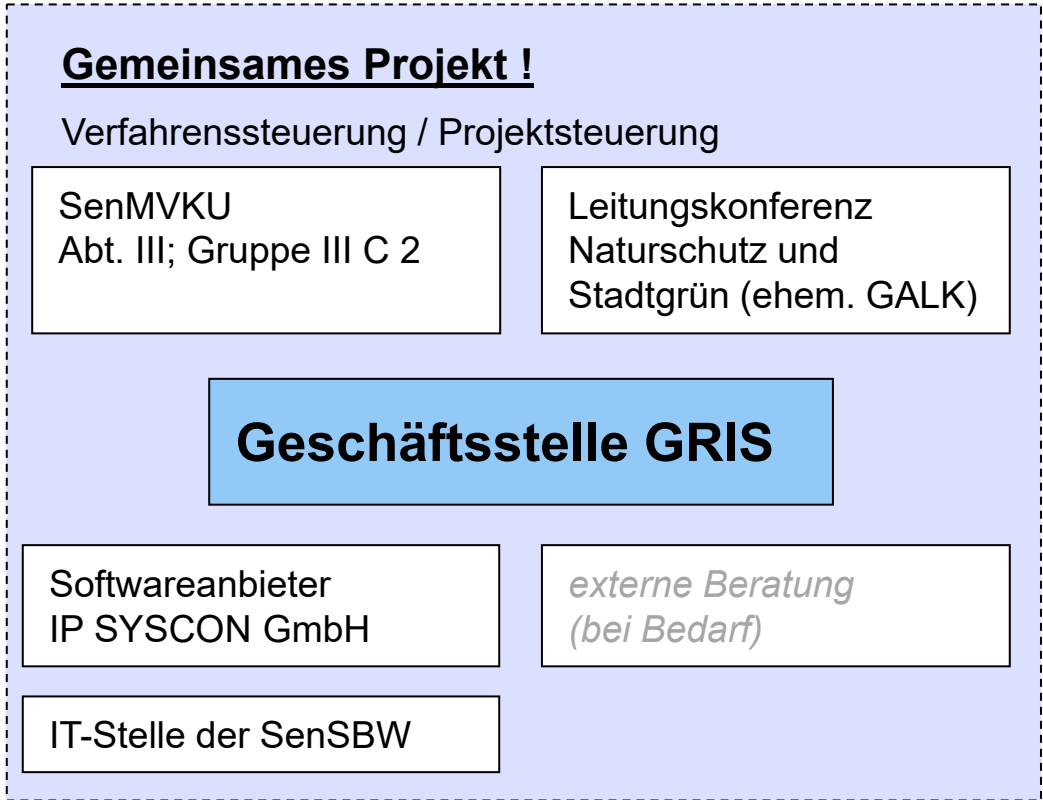 Gemeinsames Projekt !
Verfahrenssteuerung / Projektsteuerung
SenMVKU
Abt. III; Gruppe III C 2
Leitungskonferenz
Naturschutz und
Stadtgrün (ehem. GALK)
Geschäftsstelle GRIS
Softwareanbieter
IP SYSCON GmbH
externe Beratung
(bei Bedarf)
IT-Stelle der SenSBW